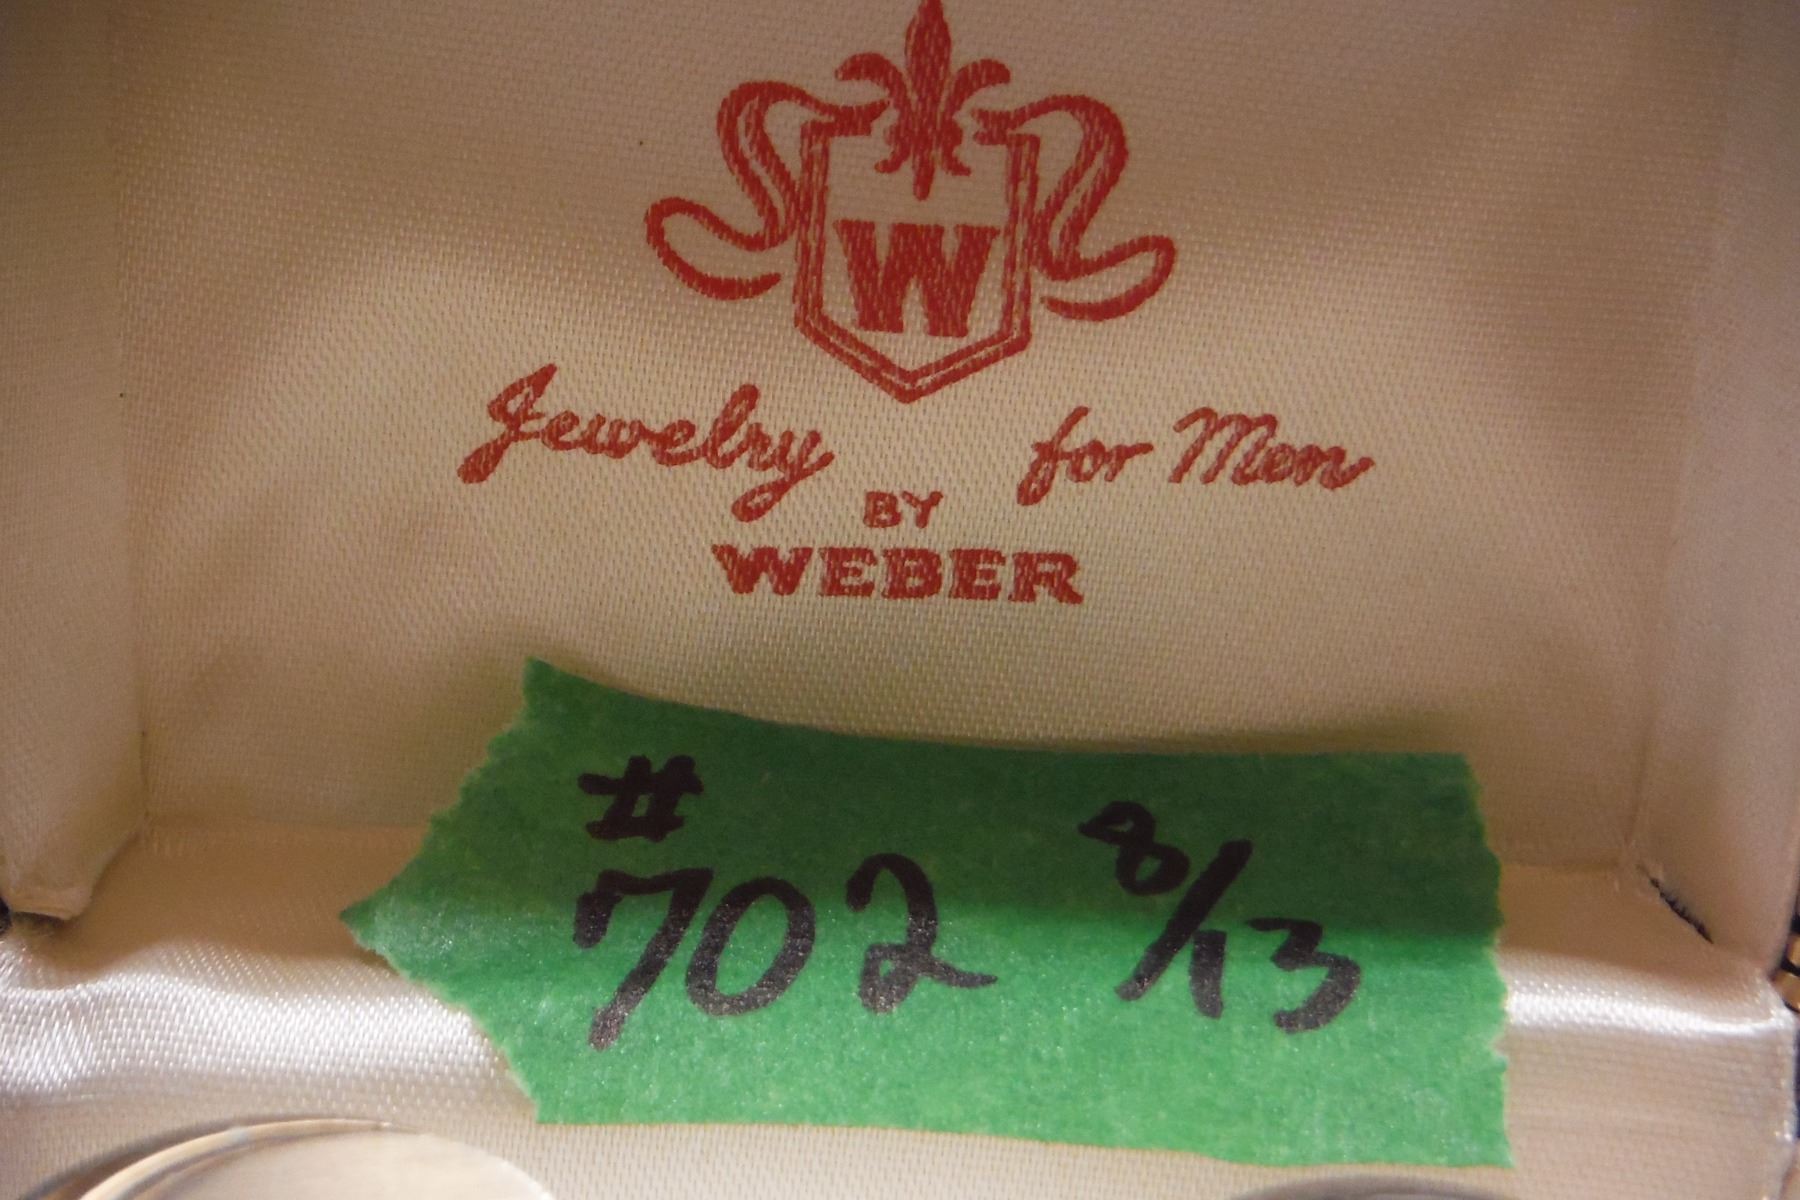 W
Jewelry for Men
BY
WEBER
#
702 8/13